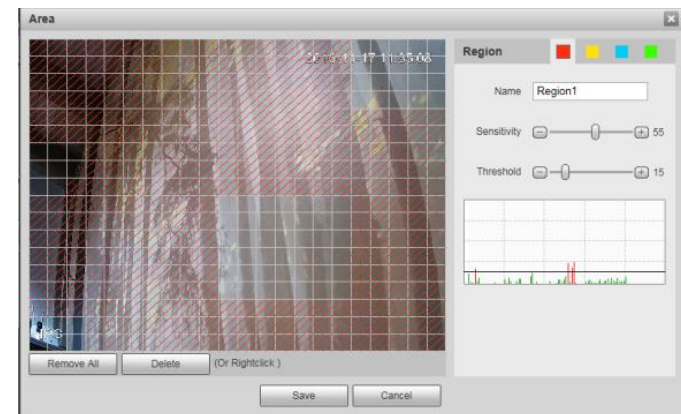 Area
Region
Name Region1
Sensitivity 55
Threshold 15
Remove All Delete (Or Rightclick )
Save Cancel